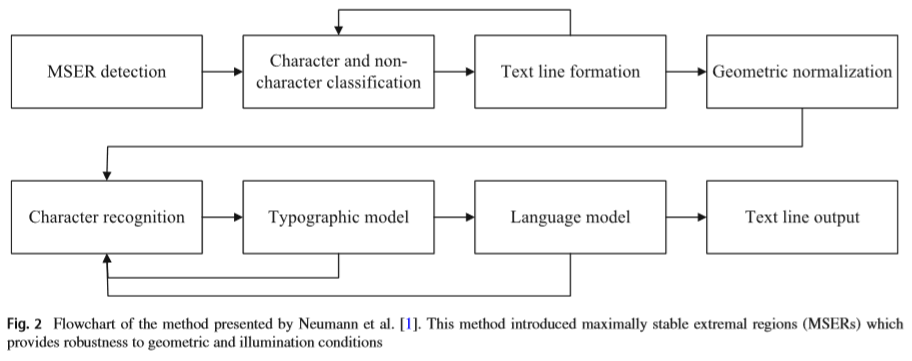 MSER detection
Character and non-
character classification
Text line formation
Geometric normalization
Character recognition
Typographic model
Language model
Text line output
Fig. 2 Flowchart of the method presented by Neumann et al. [1]. This method introduced maximally stable extremal regions (MSERs) which
provides robustness to geometric and illumination conditions